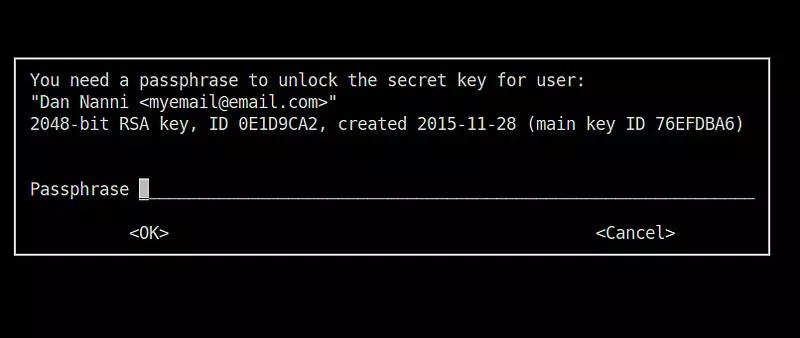 You need a passphrase to unlock the secret key for user:
"Dan Nanni <myemail@email.com>"
2048-bit RSA key, ID 0E1D9CA2, created 2015-11-28 (main key ID 76EFDBA6)
Passphrase
<OK> <Cancel>